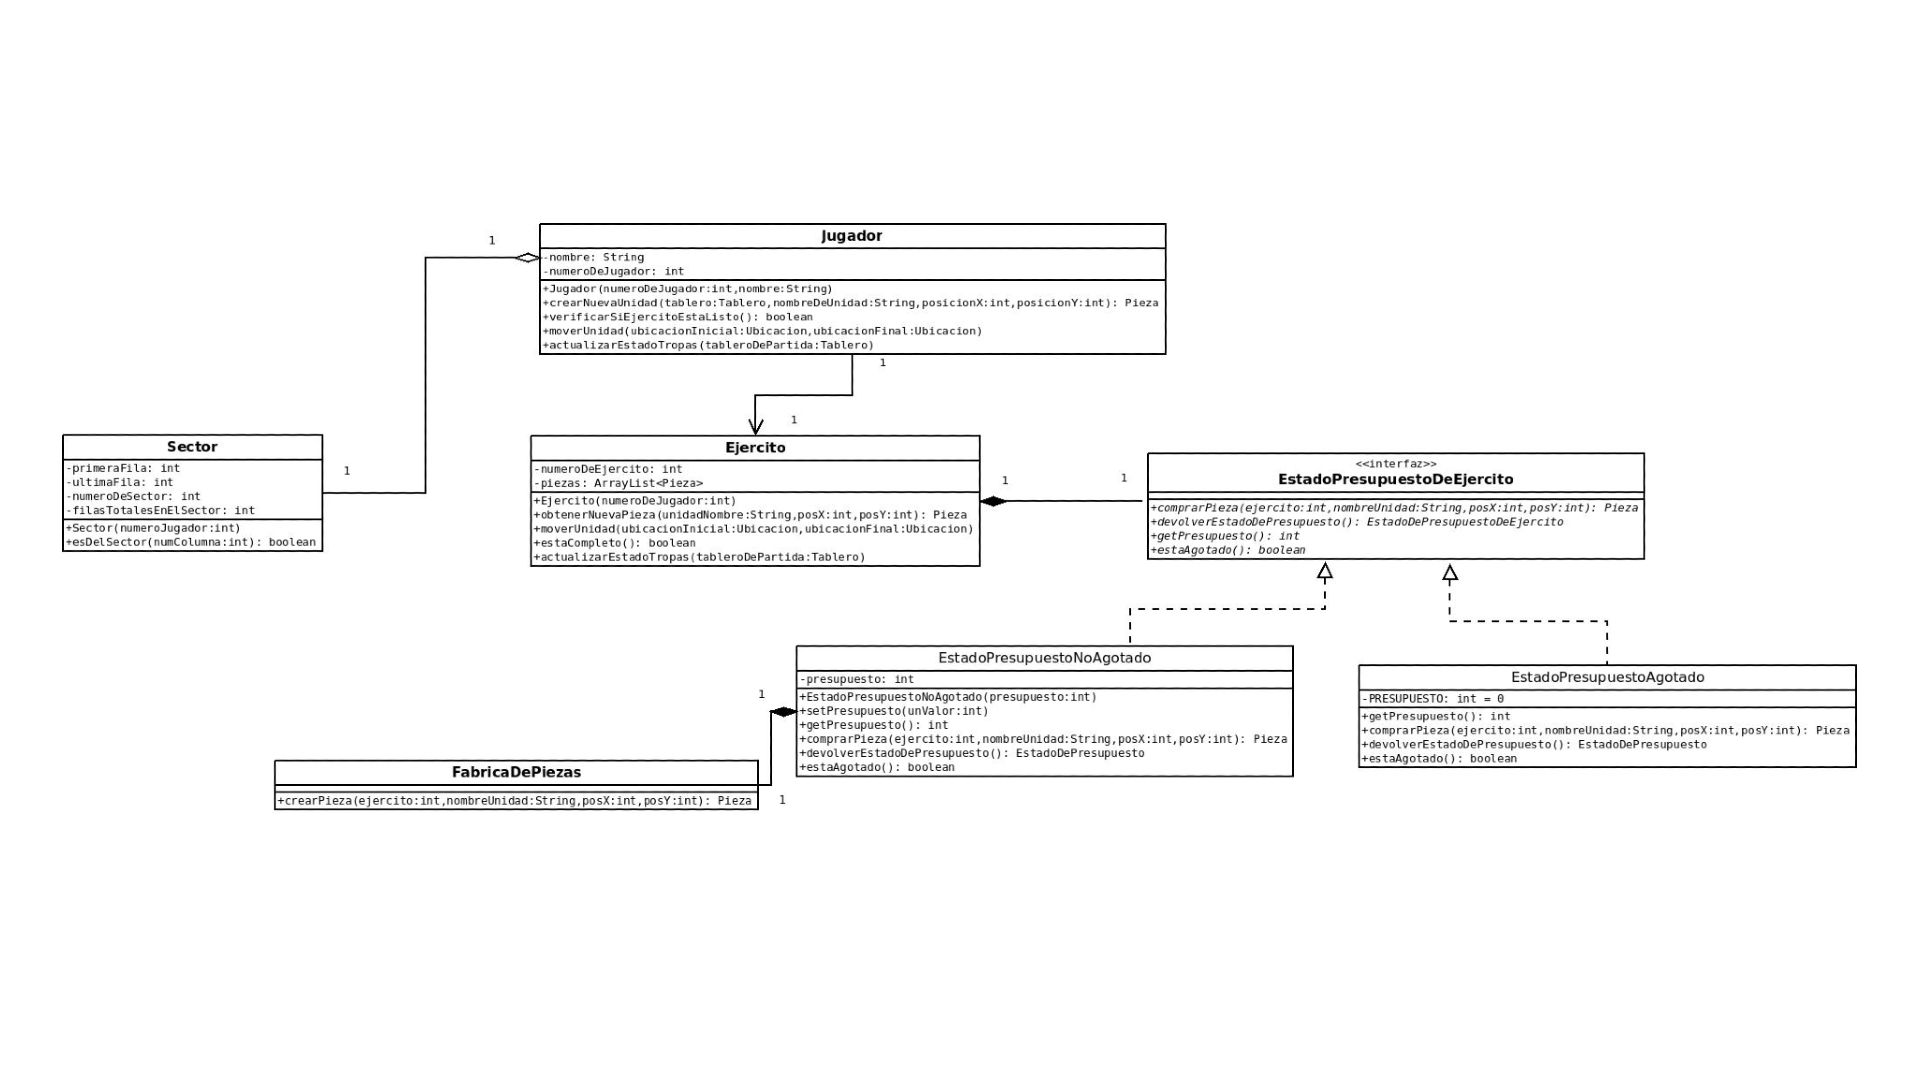 1
Jugador
-nombre: String
-numeroDeJugador: int
+Jugador(numeroDeJugador:int,nombre:String)
+crearNuevaUnidad(tablero:Tablero,nombreDeUnidad:String,posicionX:int,posicionY:int): Pieza
+verificarSiEjercitoEstaListo(): boolean
+moverUnidad(ubicacionInicial:Ubicacion,ubicacionFinal:Ubicacion)
+actualizarEstadoTropas(tableroDePartida:Tablero)
1
1
Sector
-primeraFila: int
-ultimaFila: int
-numeroDeSector: int
-filasTotalesEnElSector: int
+Sector(numeroJugador:int)
+esDelSector(numColumna:int): boolean
1
Ejercito
-numeroDeEjercito: int
-piezas: ArrayList<Pieza>
+Ejercito(numeroDeJugador:int)
+obtenerNuevaPieza(unidadNombre:String,posX:int,posY:int): Pieza
+moverUnidad(ubicacionInicial:Ubicacion,ubicacionFinal:Ubicacion)
+estaCompleto(): boolean
+actualizarEstadoTropas(tableroDePartida:Tablero)
1
1
<<interfaz>>
EstadoPresupuestoDeEjercito
+comprarPieza(ejercito:int,nombreUnidad:String,posX:int,posY:int): Pieza
+devolverEstadoDePresupuesto(): EstadoDePresupuestoDeEjercito
+getPresupuesto(): int
+estaAgotado(): boolean
EstadoPresupuestoNoAgotado
-presupuesto: int
+EstadoPresupuestoNoAgotado(presupuesto:int)
+setPresupuesto(unValor:int)
+getPresupuesto(): int
+comprarPieza(ejercito:int,nombreUnidad:String,posX:int,posY:int): Pieza
+devolverEstadoDePresupuesto(): EstadoDePresupuesto
+estaAgotado(): boolean
EstadoPresupuestoAgotado
-PRESUPUESTO: int = 0
+getPresupuesto(): int
+comprarPieza(ejercito:int,nombreUnidad:String,posX:int,posY:int): Pieza
+devolverEstadoDePresupuesto(): EstadoDePresupuesto
+estaAgotado(): boolean
1
FabricaDePiezas
+crearPieza(ejercito:int,nombreUnidad:String,posX:int,posY:int): Pieza
1